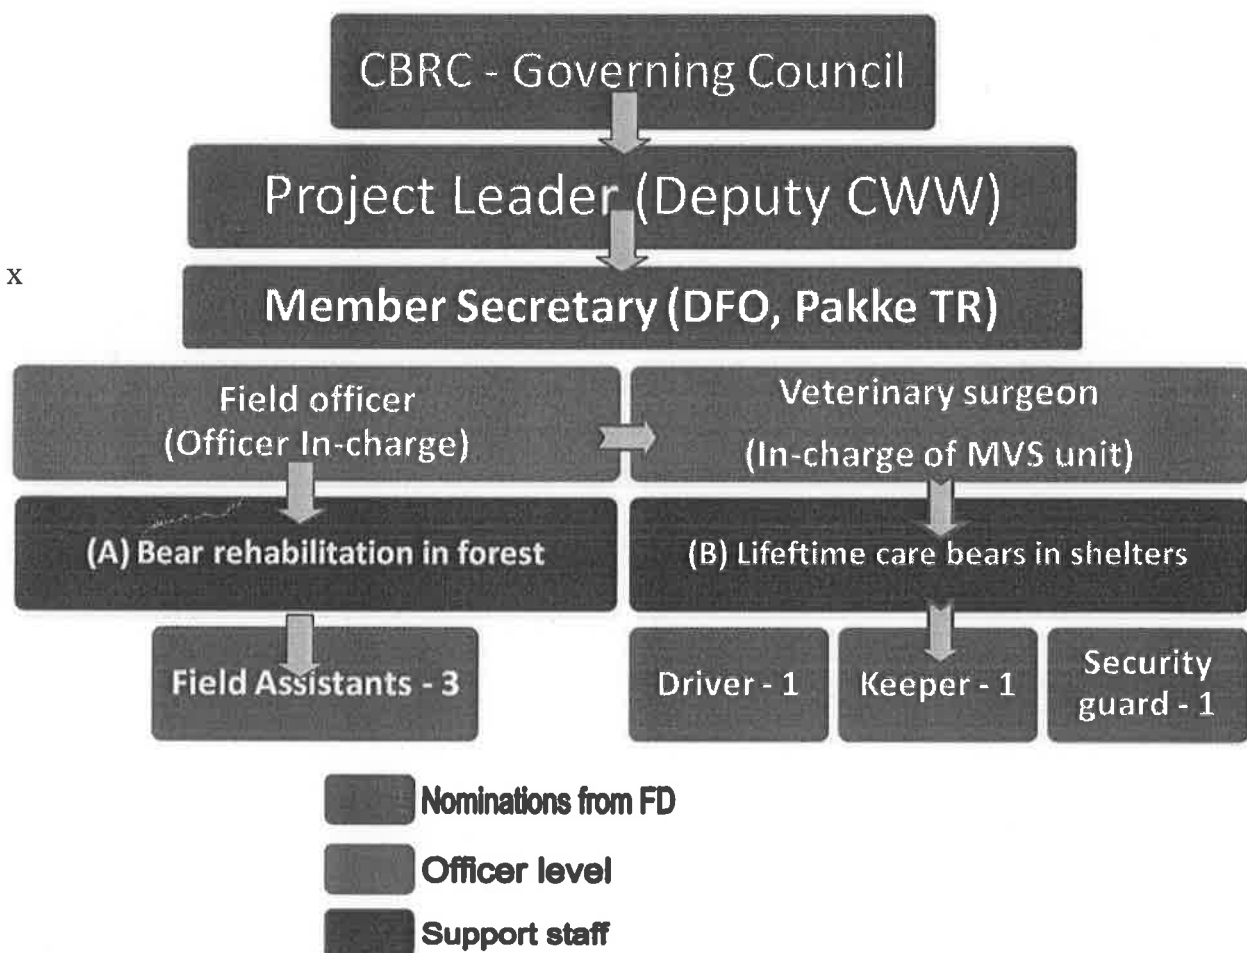 CBRC - Governing Council
Project Leader (Deputy CWW)
x
Member Secretary (DFO, Pakke TR)
Field officer
(Officer In-charge)
Veterinary surgeon
(In-charge of MVS unit)
(A) Bear rehabilitation in forest
(B) Lifeftime care bears in shelters
Field Assistants - 3
Driver - 1
Keeper - 1
Security
guard - 1
Nominations from FD
Officer level
Support staff